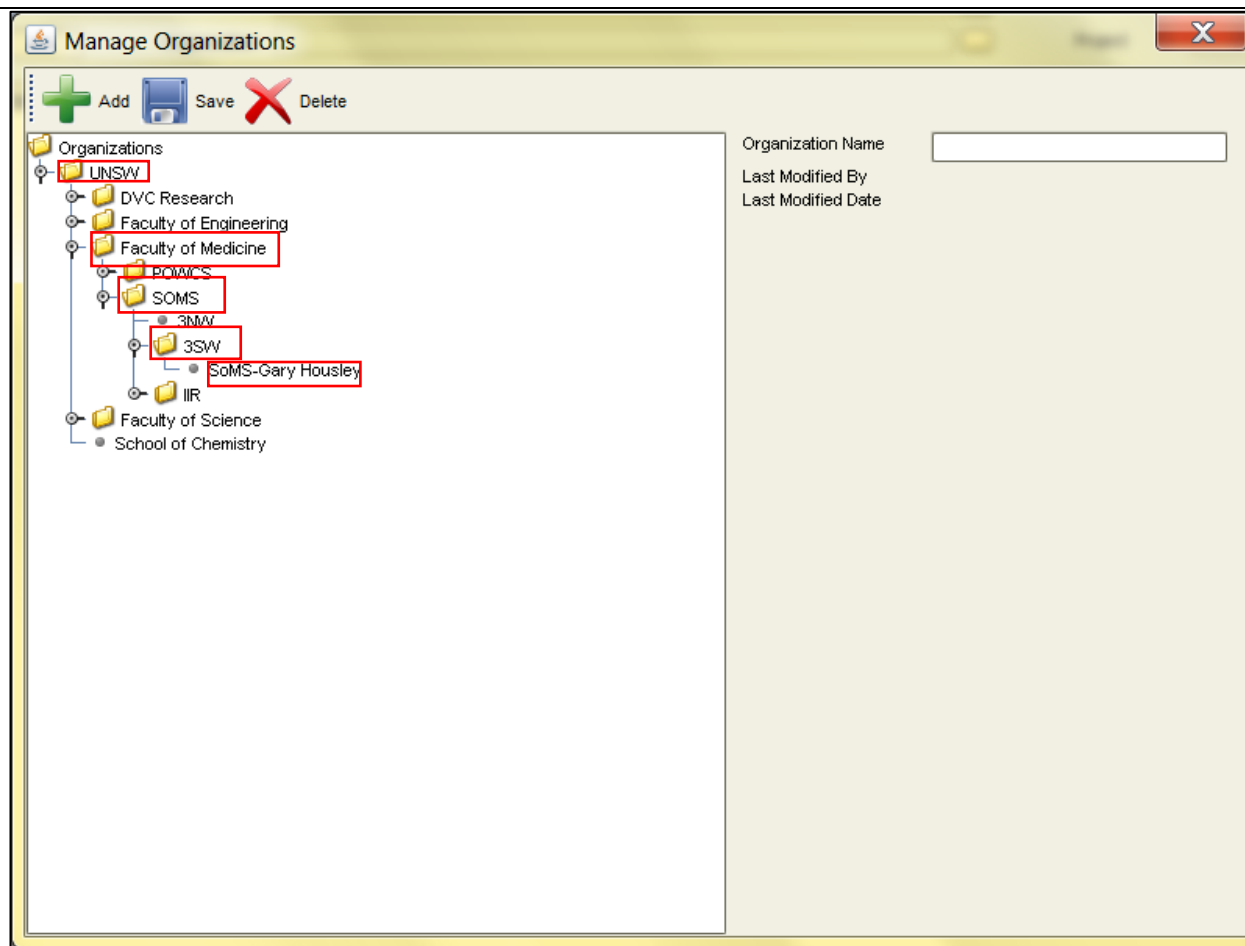 Manage Organizations
Add Save Delete
Organizations
UNSW
DVC Research
Faculty of Engineering
Faculty of Medicine
POWCS
SOMS
3NW
3SW
SoMS-Gary Housley
IIR
Faculty of Science
School of Chemistry
Organization Name
Last Modified By
Last Modified Date